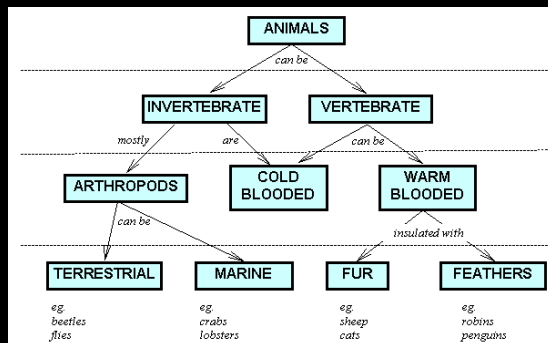 ANIMALS
can be
INVERTEBRATE
VERTEBRATE
mostly
are
can be
ARTHROPODS
COLD
BLOODED
WARM
BLOODED
can be
insulated with
TERRESTRIAL
MARINE
FUR
FEATHERS
eg.
beetles
flies
eg.
crabs
lobsters
eg.
sheep
cats
eg.
robins
penguins